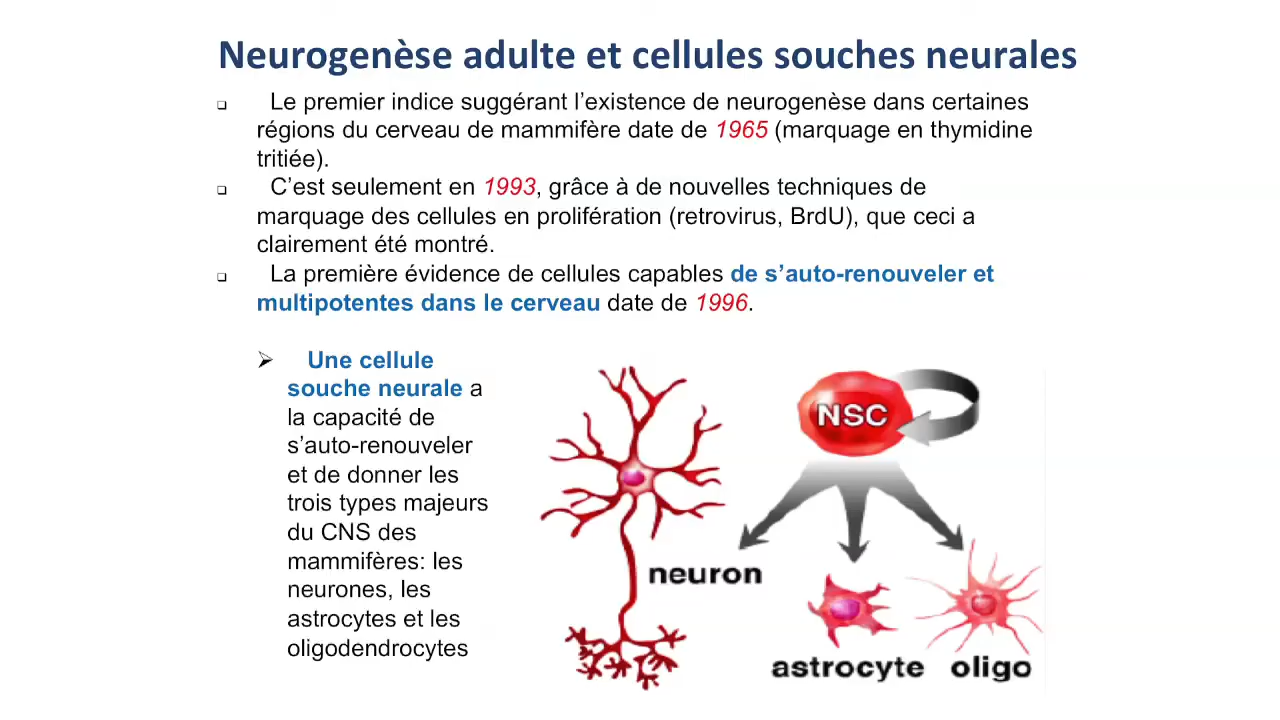 Neurogenèse adulte et cellules souches neurales
❑ Le premier indice suggérant l’existence de neurogenèse dans certaines
régions du cerveau de mammifère date de 1965 (marquage en thymidine
tritiée).
❑ C’est seulement en 1993, grâce à de nouvelles techniques de
marquage des cellules en prolifération (retrovirus, BrdU), que ceci a
clairement été montré.
❑ La première évidence de cellules capables de s’auto-renouveler et
multipotentes dans le cerveau date de 1996.
➢ Une cellule
souche neurale a
la capacité de
s’auto-renouveler
et de donner les
trois types majeurs
du CNS des
mammifères: les
neurones, les
astrocytes et les
oligodendrocytes
NSC
neuron
astrocyte oligo